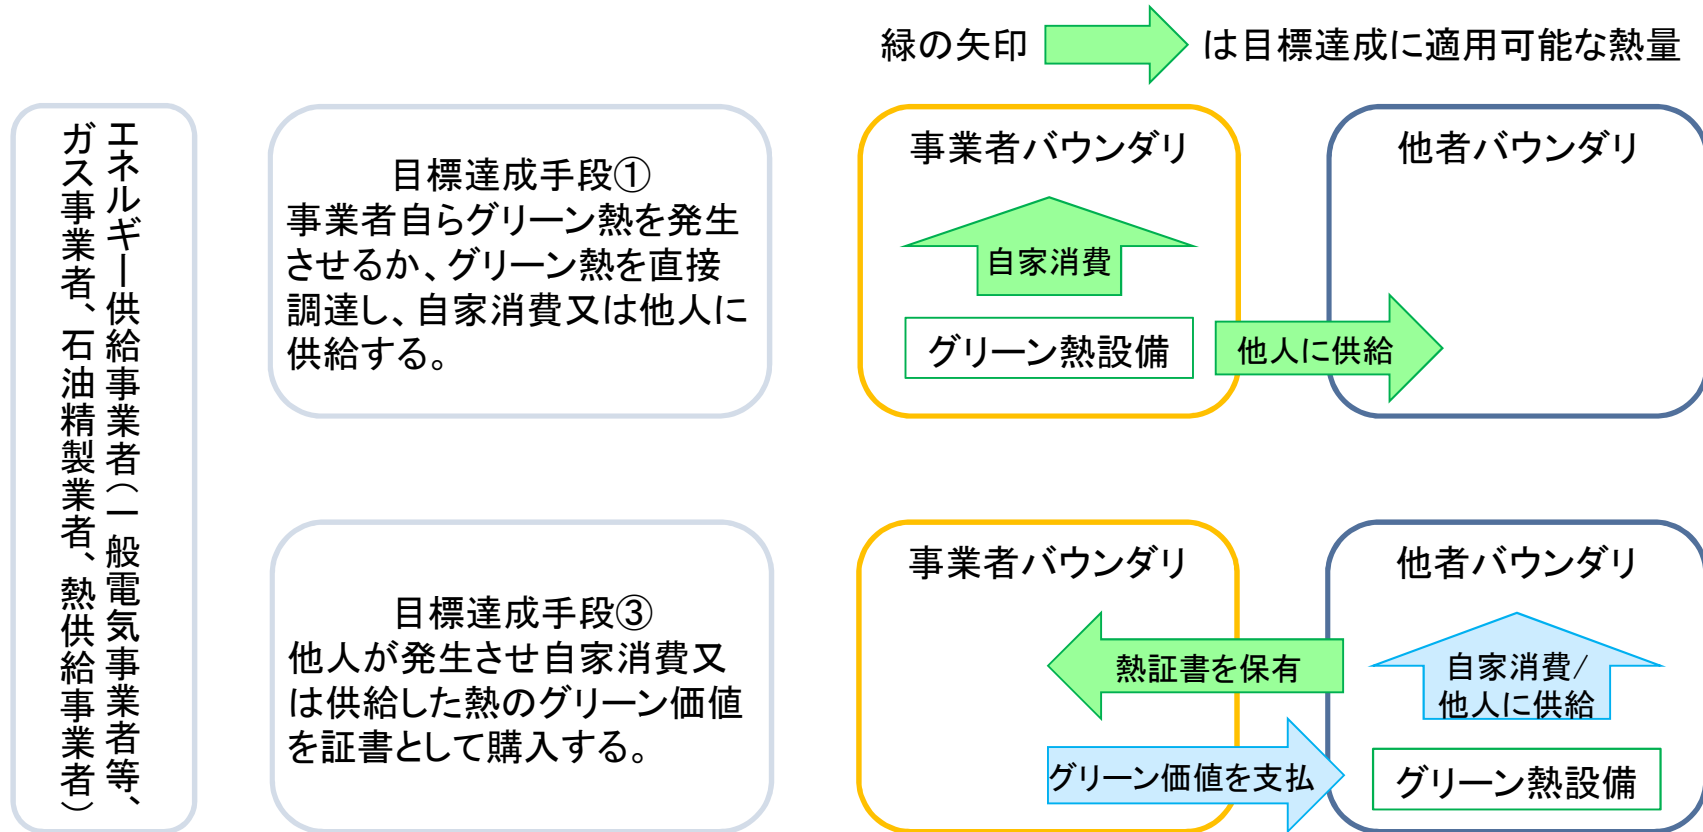 緑の矢印
は目標達成に適用可能な熱量
エネルギー供給事業者（一般電気事業者等、
ガス事業者、石油精製業者、熱供給事業者）
目標達成手段①
事業者自らグリーン熱を発生
させるか、グリーン熱を直接
調達し、自家消費又は他人に
供給する。
事業者バウンダリ
自家消費
グリーン熱設備
他人に供給
他者バウンダリ
目標達成手段③
他人が発生させ自家消費又
は供給した熱のグリーン価値
を証書として購入する。
事業者バウンダリ
熱証書を保有
グリーン価値を支払
他者バウンダリ
自家消費/
他人に供給
グリーン熱設備